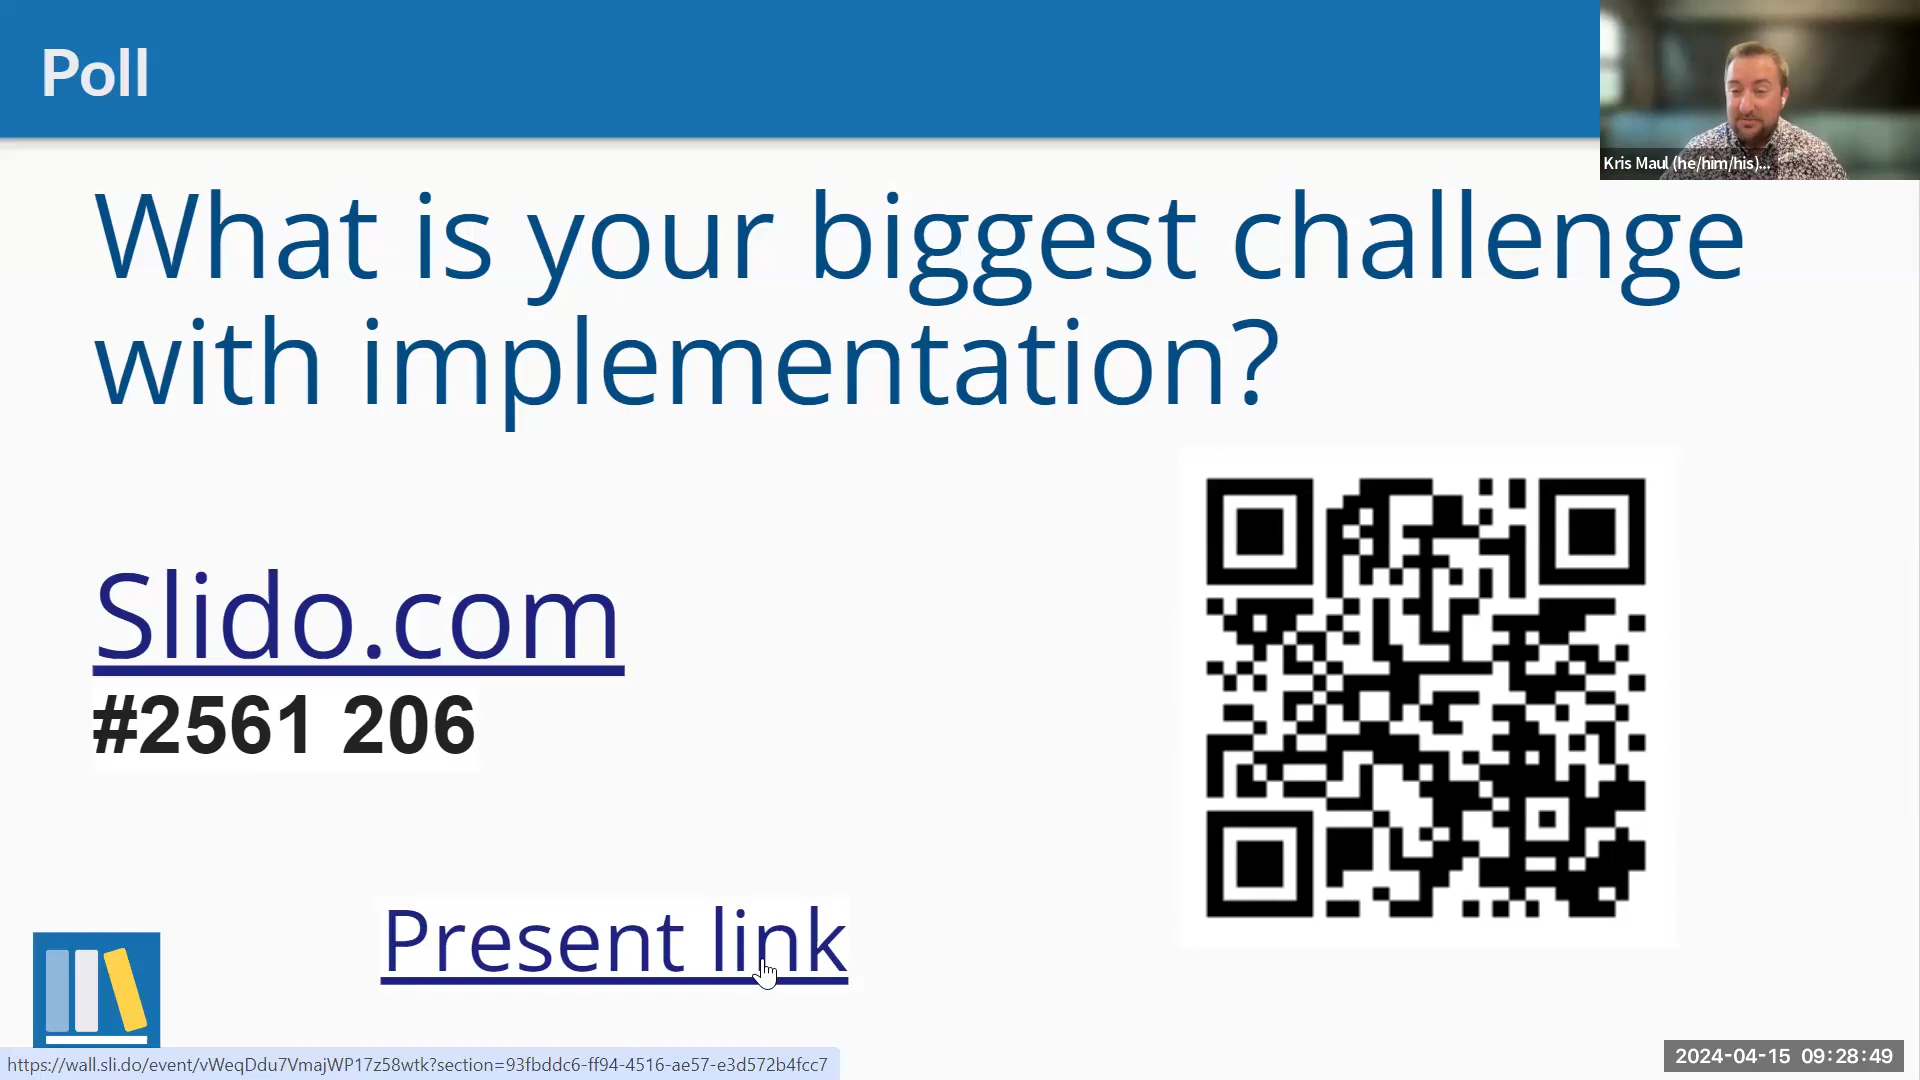 Poll
Kris Maul (he/him/his)...
What is your biggest challenge
with implementation?
Slido.com
#2561 206
Present link
https://wall.sli.do/event/vWeqDdu7VmajWP17z58wtk?section=93fbddc6-ff94-4516-ae57-e3d572b4fcc7
2024-04-15 09:28:49